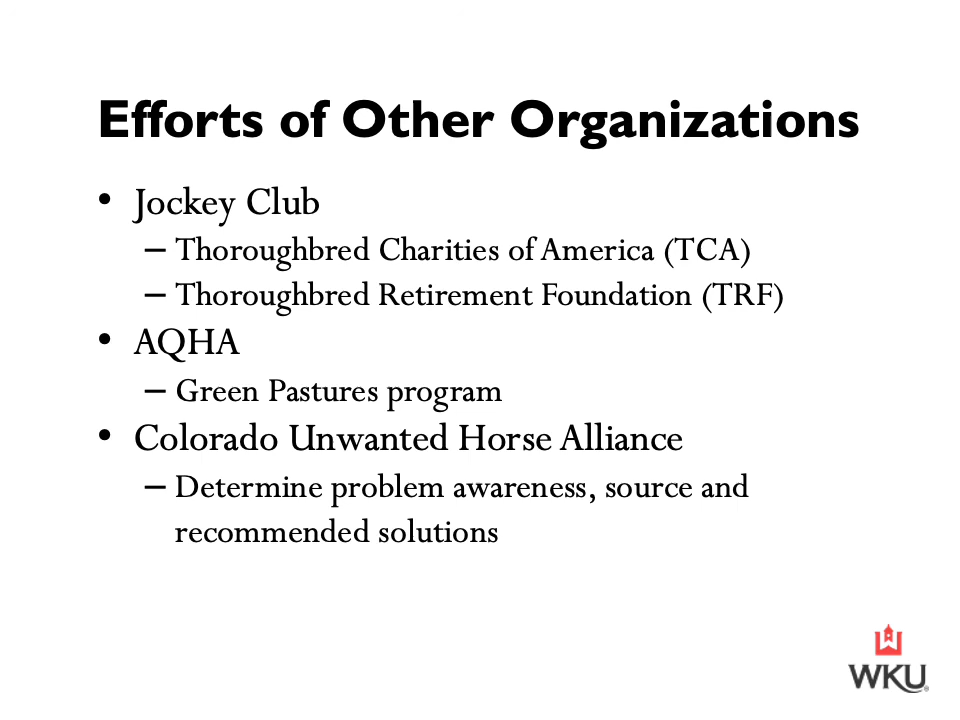 Efforts of Other Organizations
• Jockey Club
– Thoroughbred Charities of America (TCA)
– Thoroughbred Retirement Foundation (TRF)
• AQHA
– Green Pastures program
• Colorado Unwanted Horse Alliance
– Determine problem awareness, source and
recommended solutions
WKU®